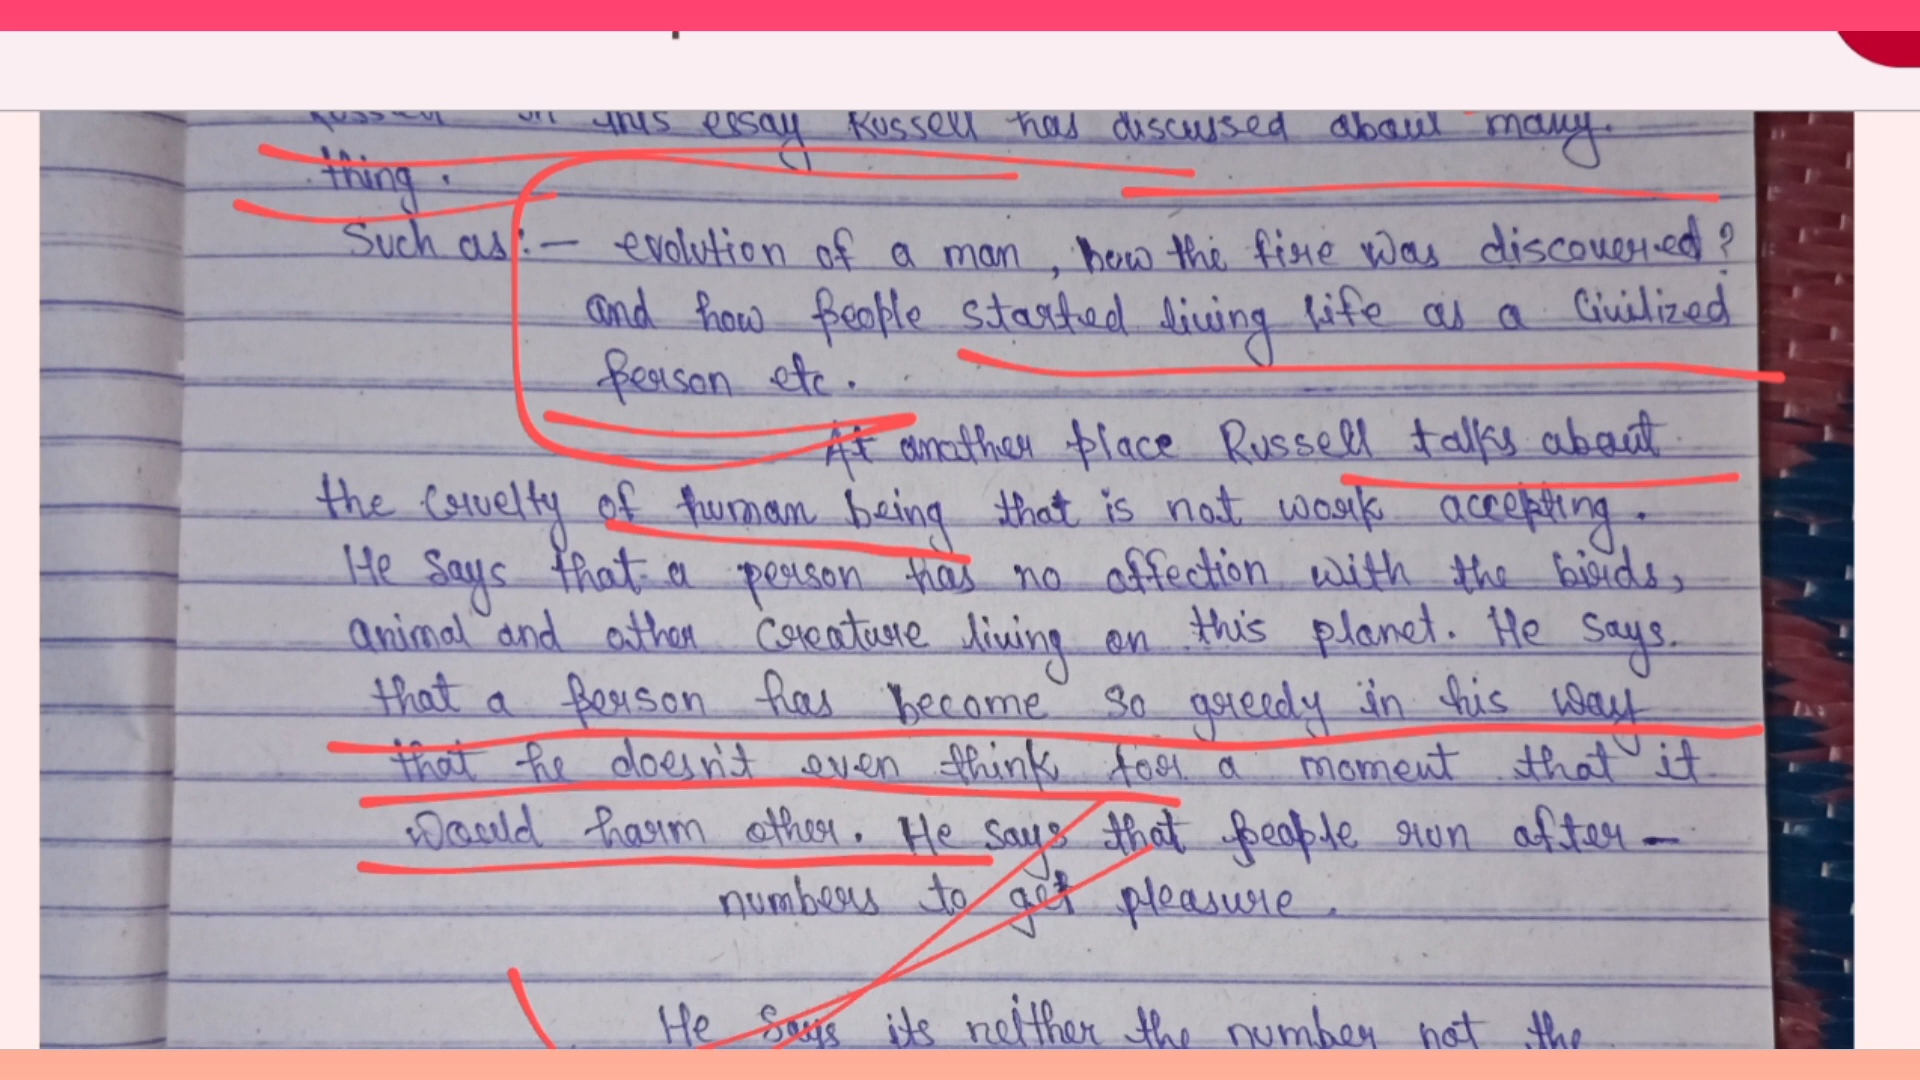 Russell in this essay Russell has discussed about many.
thing.
Such as:- evolution of a man, how the fire was discovered?
and how people started living life as a Civilized
person etc.
At another place Russell talks about
the Cruelty of human being that is not work accepting.
He Says that a person has no affection with the birds,
animal and other Creature living on this planet. He Says.
that a person has become so greedy in his way
that he doesn't even think for a moment that it
would harm other. He says that people run after-
numbers to get pleasure.
He Says its neither the number not the